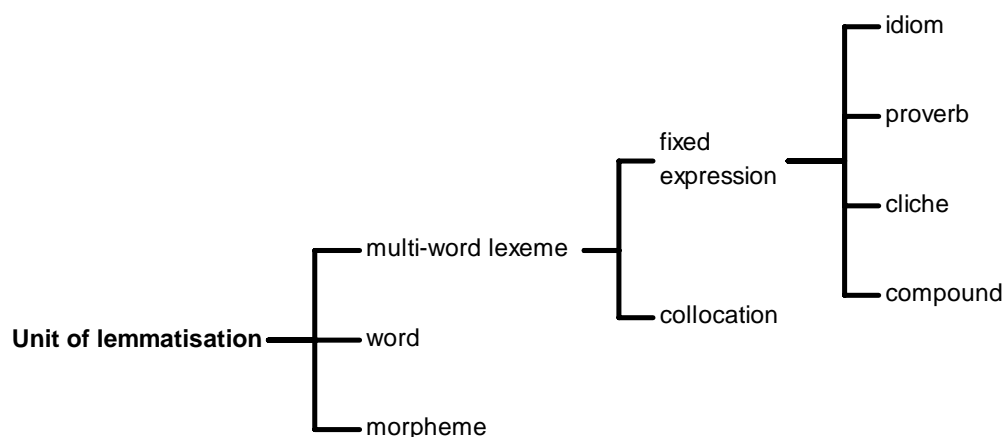 idiom
proverb
fixed
expression
cliche
multi-word lexeme
compound
collocation
Unit of lemmatisation
word
morpheme